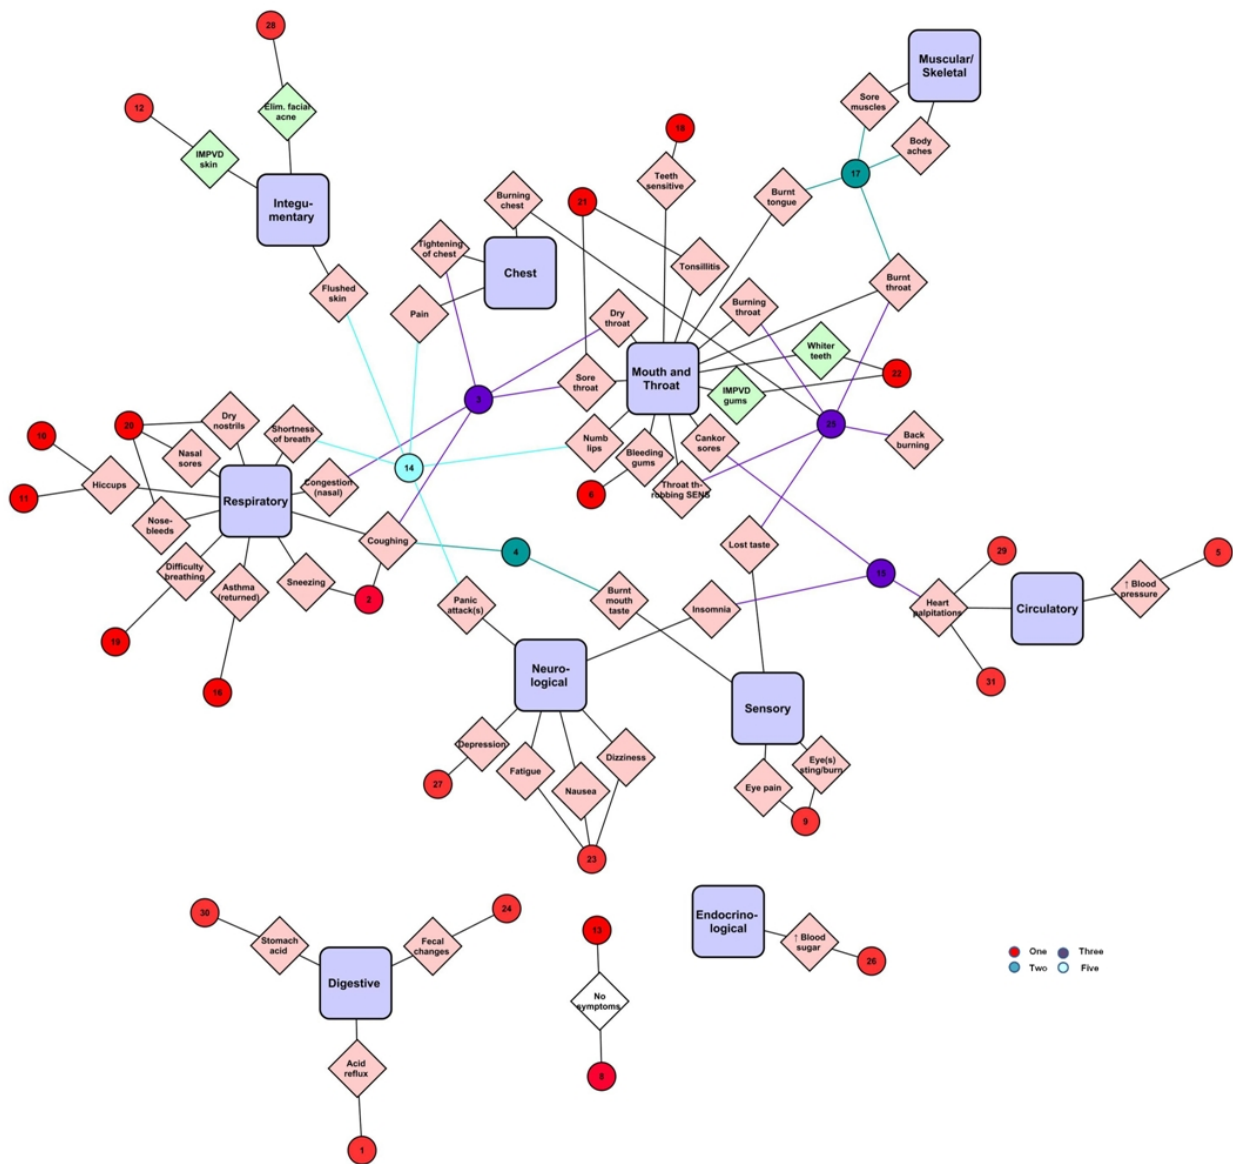 28
Muscular/
Skeletal
Sore
muscles
12
Elim. facial
acne
18
Body
aches
IMPVD
skin
17
Teeth
sensitive
Burnt
tongue
Burning
chest
21
Integu-
mentary
Tightening
of chest
Chest
Tonsillitis
Burnt
throat
Flushed
skin
Pain
Burning
throat
Dry
throat
Whiter
teeth
22
Mouth and
Throat
Sore
throat
IMPVD
gums
3
20
Dry
nostrils
25
10
Shortness
of breath
Numb
lips
Cankor
sores
Back
burning
Nasal
sores
Bleeding
gums
14
Hiccups
Congestion
(nasal)
6
Throat th-
robbing SENS
11
Respiratory
Nose-
bleeds
Coughing
4
Lost taste
29
5
Difficulty
breathing
Sneezing
15
Asthma
(returned)
2
Panic
attack(s)
Burnt
mouth
taste
Insomnia
Heart
palpitations
Circulatory
↑ Blood
pressure
19
16
Neuro-
logical
31
Sensory
Depression
Fatigue
Dizziness
Eye(s)
sting/burn
27
Nausea
Eye pain
9
23
30
24
Endocrino-
logical
13
Stomach
acid
Fecal
changes
↑ Blood
sugar
26
One
Three
Two
Five
Digestive
No
symptoms
Acid
reflux
1